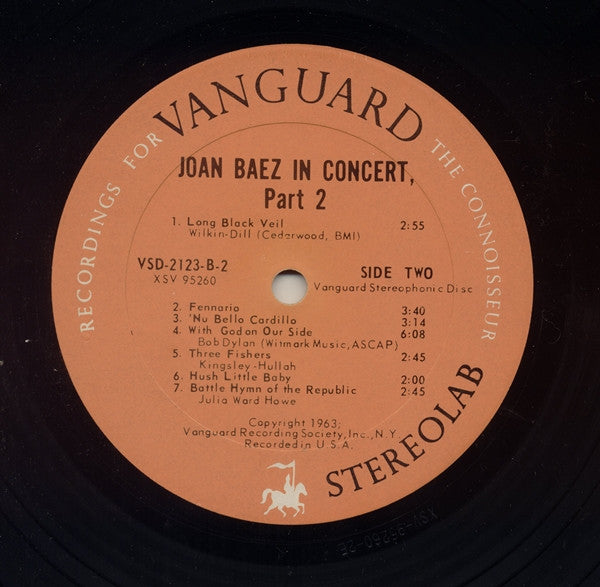 RECORDINGS FOR VANGUARD THE CONNOISSEUR
JOAN BAEZ IN CONCERT,
Part 2
1. Long Black Veil 2:55
Wilkin-Dill (Cedarwood, BMI)
VSD-2123-B-2 SIDE TWO
XSV 95260 Vanguard Stereophonic Disc
2. Fennario 3:40
3. 'Nu Bello Cardillo 3:14
4. With God on Our Side 6:08
Bob Dylan (Witmark Music, ASCAP)
5. Three Fishers 2:45
Kingsley-Hullah
6. Hush Little Baby 2:00
7. Battle Hymn of the Republic 2:45
Julia Ward Howe
Copyright 1963;
Vanguard Recording Society, Inc., N.Y.
Recorded in U.S.A.
STEREOLAB